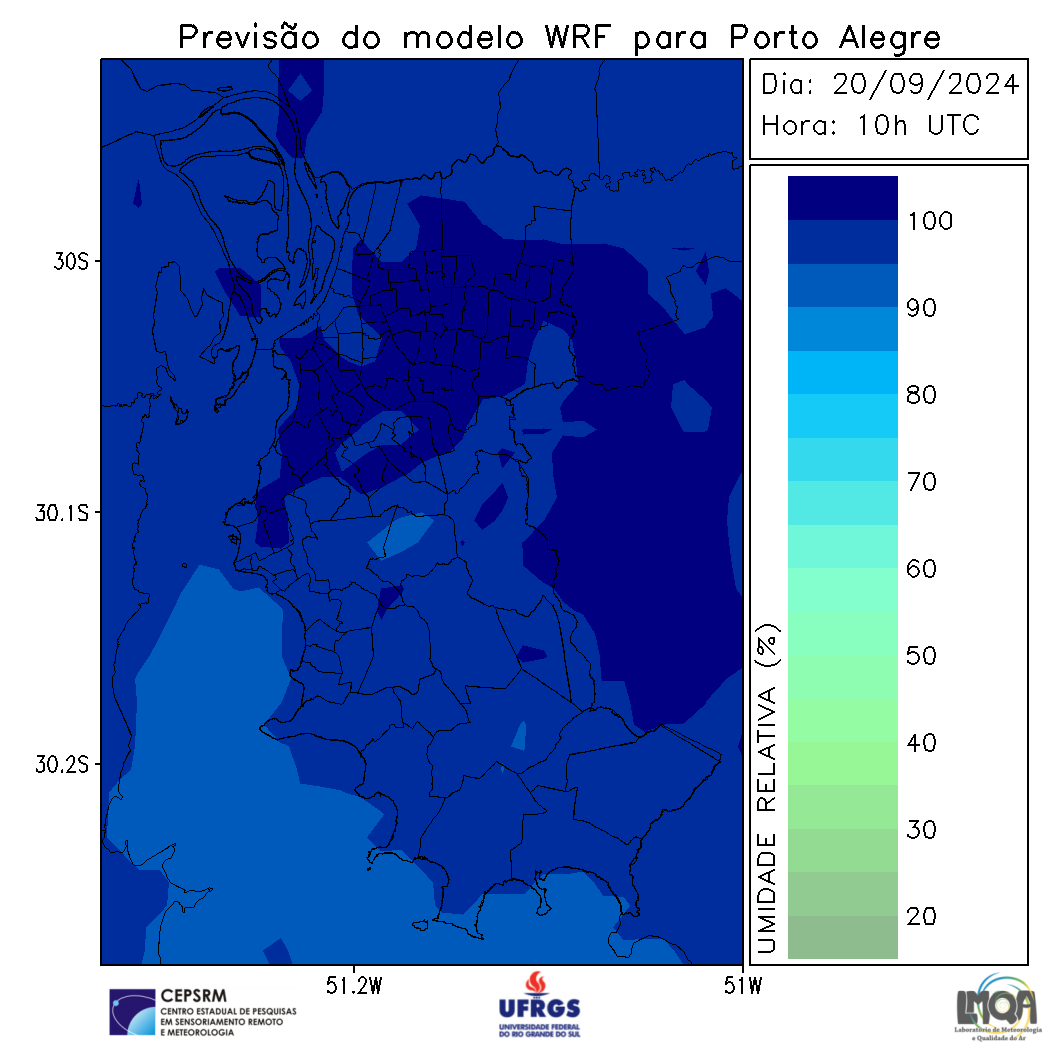 Previsão do modelo WRF para Porto Alegre
Dia: 20/09/2024
Hora: 10h UTC
30S
30.1S
30.2S
51.2W
51W
100
90
80
70
60
50
40
30
20
UMIDADE RELATIVA (%)
CEPSRM
CENTRO ESTADUAL DE PESQUISAS
EM SENSORIAMENTO REMOTO
E METEOROLOGIA
UFRGS
UNIVERSIDADE FEDERAL
DO RIO GRANDE DO SUL
LMQA
Laboratório de Meteorologia
e Qualidade do Ar